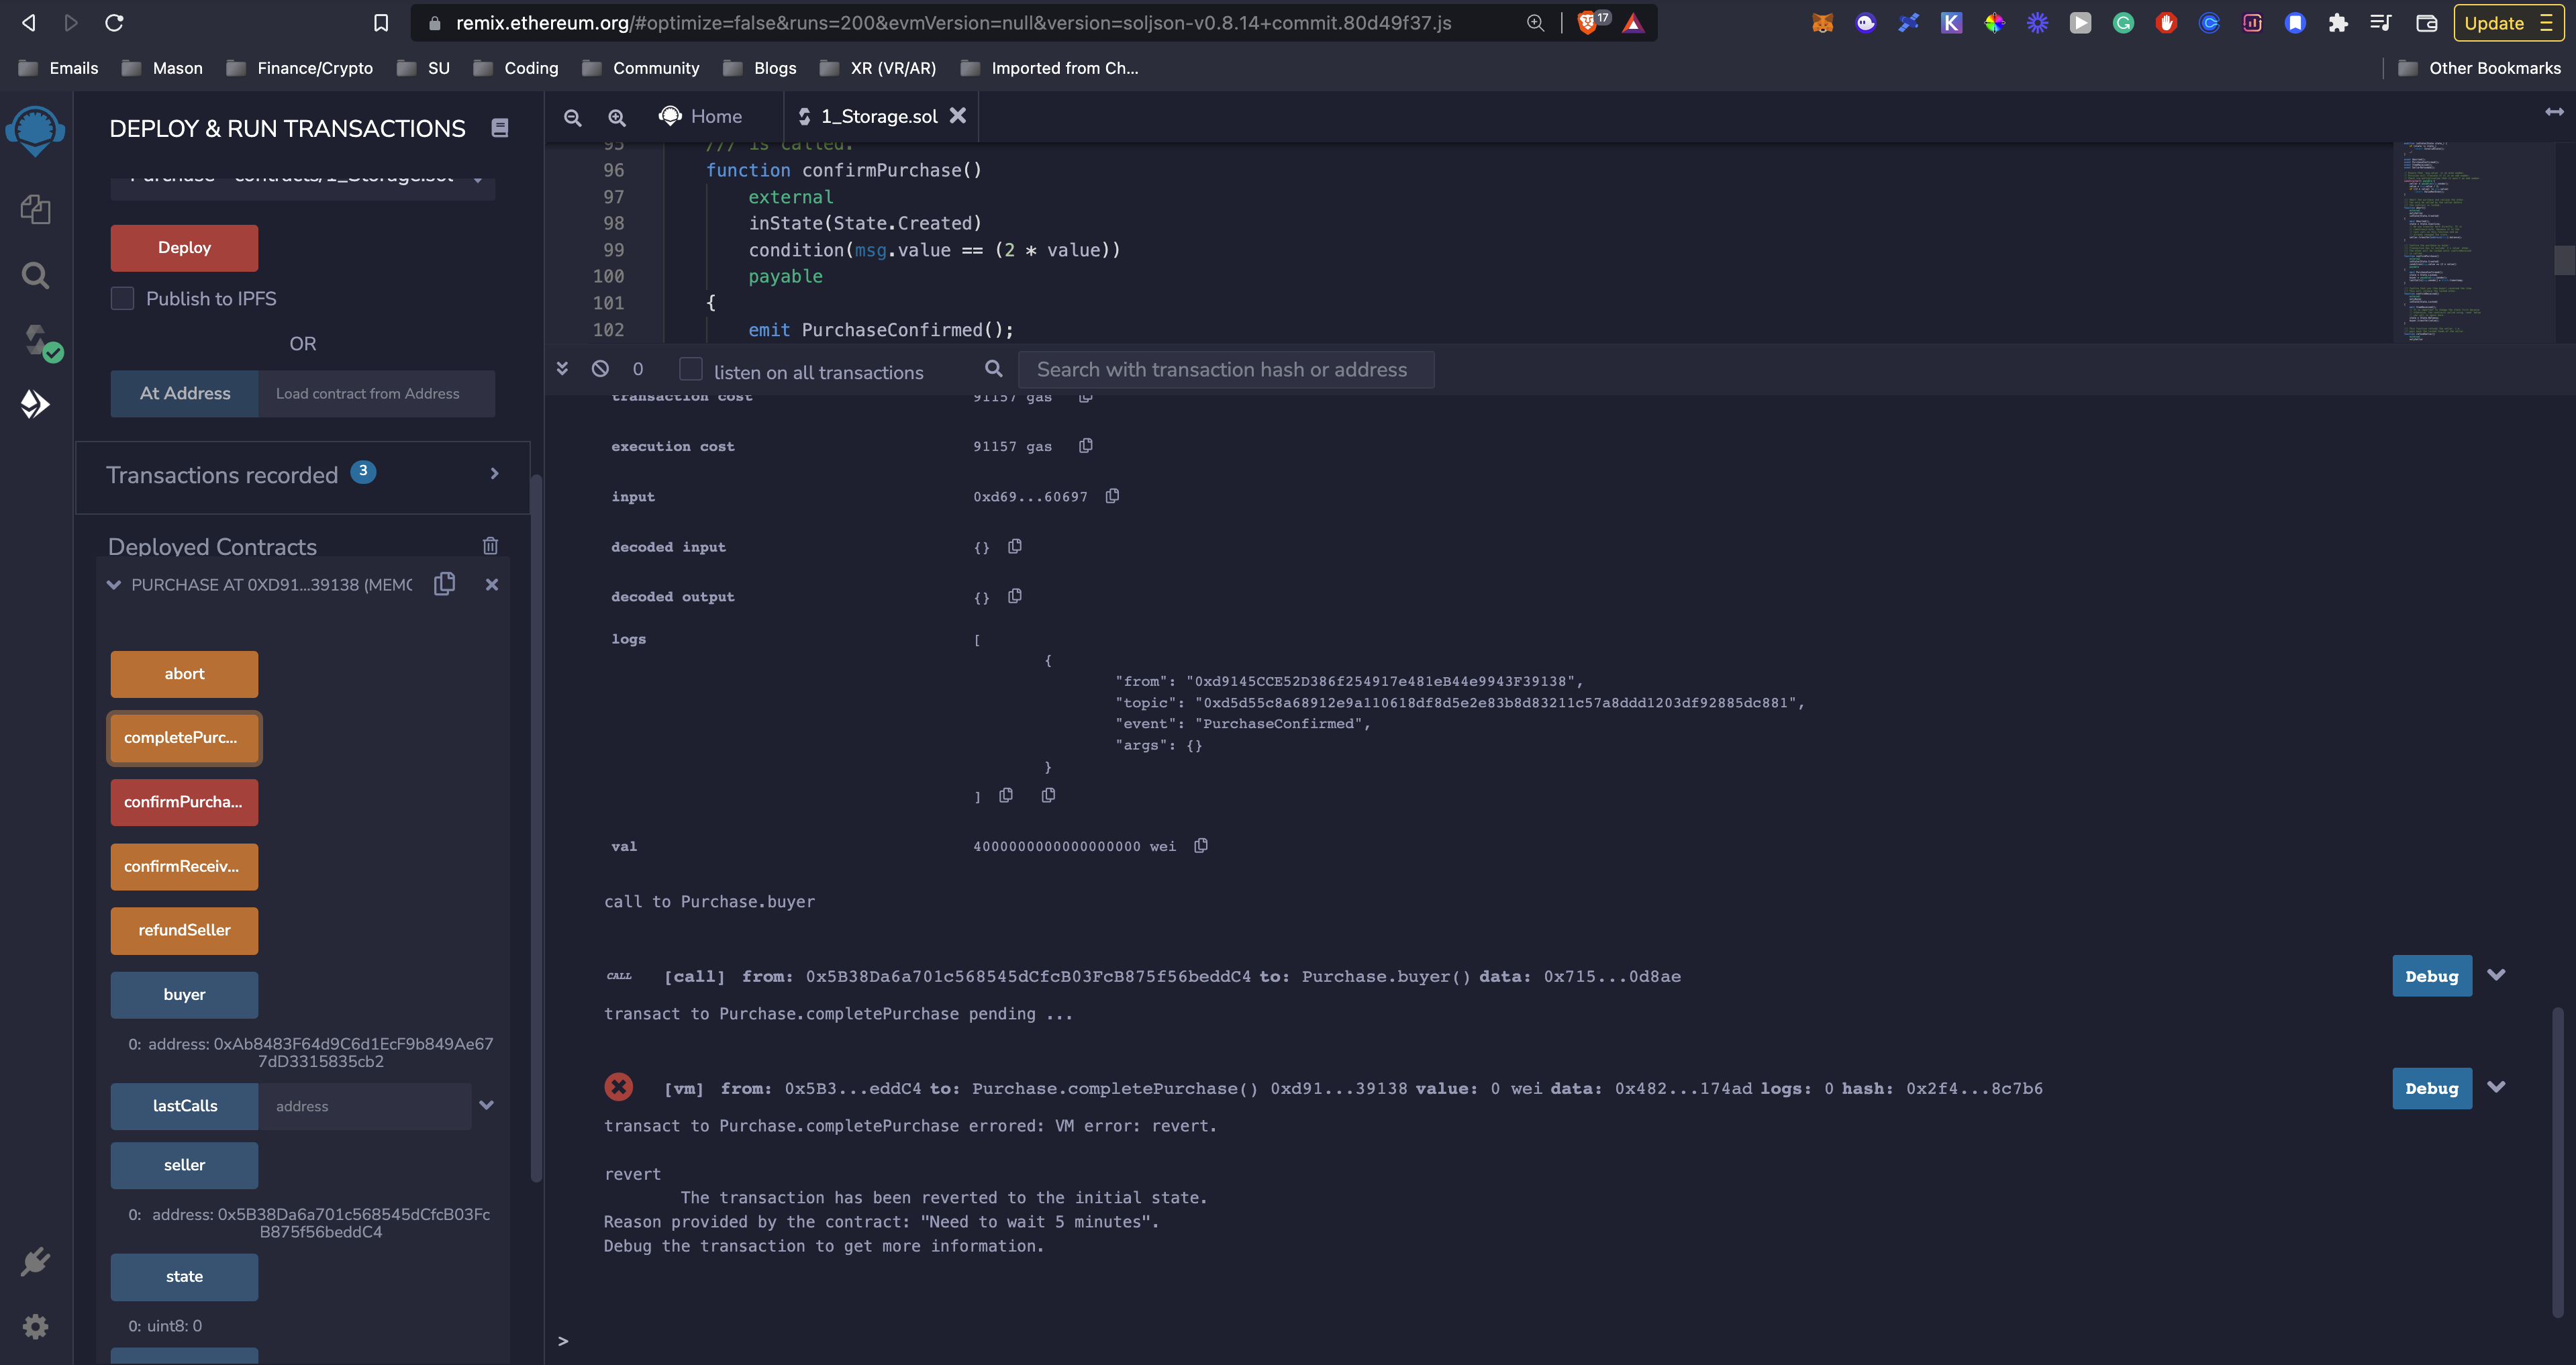 remix.ethereum.org/#optimize=false&runs=200&evmVersion=null&version=soljson-v0.8.14+commit.80d49f37.js
17
Update
Emails
Mason
Finance/Crypto
SU
Coding
Community
Blogs
XR (VR/AR)
Imported from Ch...
Other Bookmarks
DEPLOY & RUN TRANSACTIONS
Purchase - contracts/1_Storage.sol
Deploy
Publish to IPFS
OR
At Address
Load contract from Address
Transactions recorded 3
Deployed Contracts
PURCHASE AT 0XD91...39138 (MEMO
abort
completePurc...
confirmPurcha...
confirmReceiv...
refundSeller
buyer
0: address: 0xAb8483F64d9C6d1EcF9b849Ae67
7dD3315835cb2
lastCalls
address
seller
0: address: 0x5B38Da6a701c568545dCfcB03Fc
B875f56beddC4
state
0: uint8: 0
Home
1_Storage.sol
95 /// is called.
96 function confirmPurchase()
97 external
98 inState(State.Created)
99 condition(msg.value == (2 * value))
100 payable
101 {
102 emit PurchaseConfirmed();
0
listen on all transactions
Search with transaction hash or address
transaction cost 91157 gas
execution cost 91157 gas
input 0xd69...60697
decoded input {}
decoded output {}
logs [
{
"from": "0xd9145CCE52D386f254917e481eB44e9943F39138",
"topic": "0xd5d55c8a68912e9a110618df8d5e2e83b8d83211c57a8ddd1203df92885dc881",
"event": "PurchaseConfirmed",
"args": {}
}
]
val 4000000000000000000 wei
call to Purchase.buyer
CALL [call] from: 0x5B38Da6a701c568545dCfcB03FcB875f56beddC4 to: Purchase.buyer() data: 0x715...0d8ae
Debug
transact to Purchase.completePurchase pending ...
[vm] from: 0x5B3...eddC4 to: Purchase.completePurchase() 0xd91...39138 value: 0 wei data: 0x482...174ad logs: 0 hash: 0x2f4...8c7b6
Debug
transact to Purchase.completePurchase errored: VM error: revert.
revert
The transaction has been reverted to the initial state.
Reason provided by the contract: "Need to wait 5 minutes".
Debug the transaction to get more information.
>